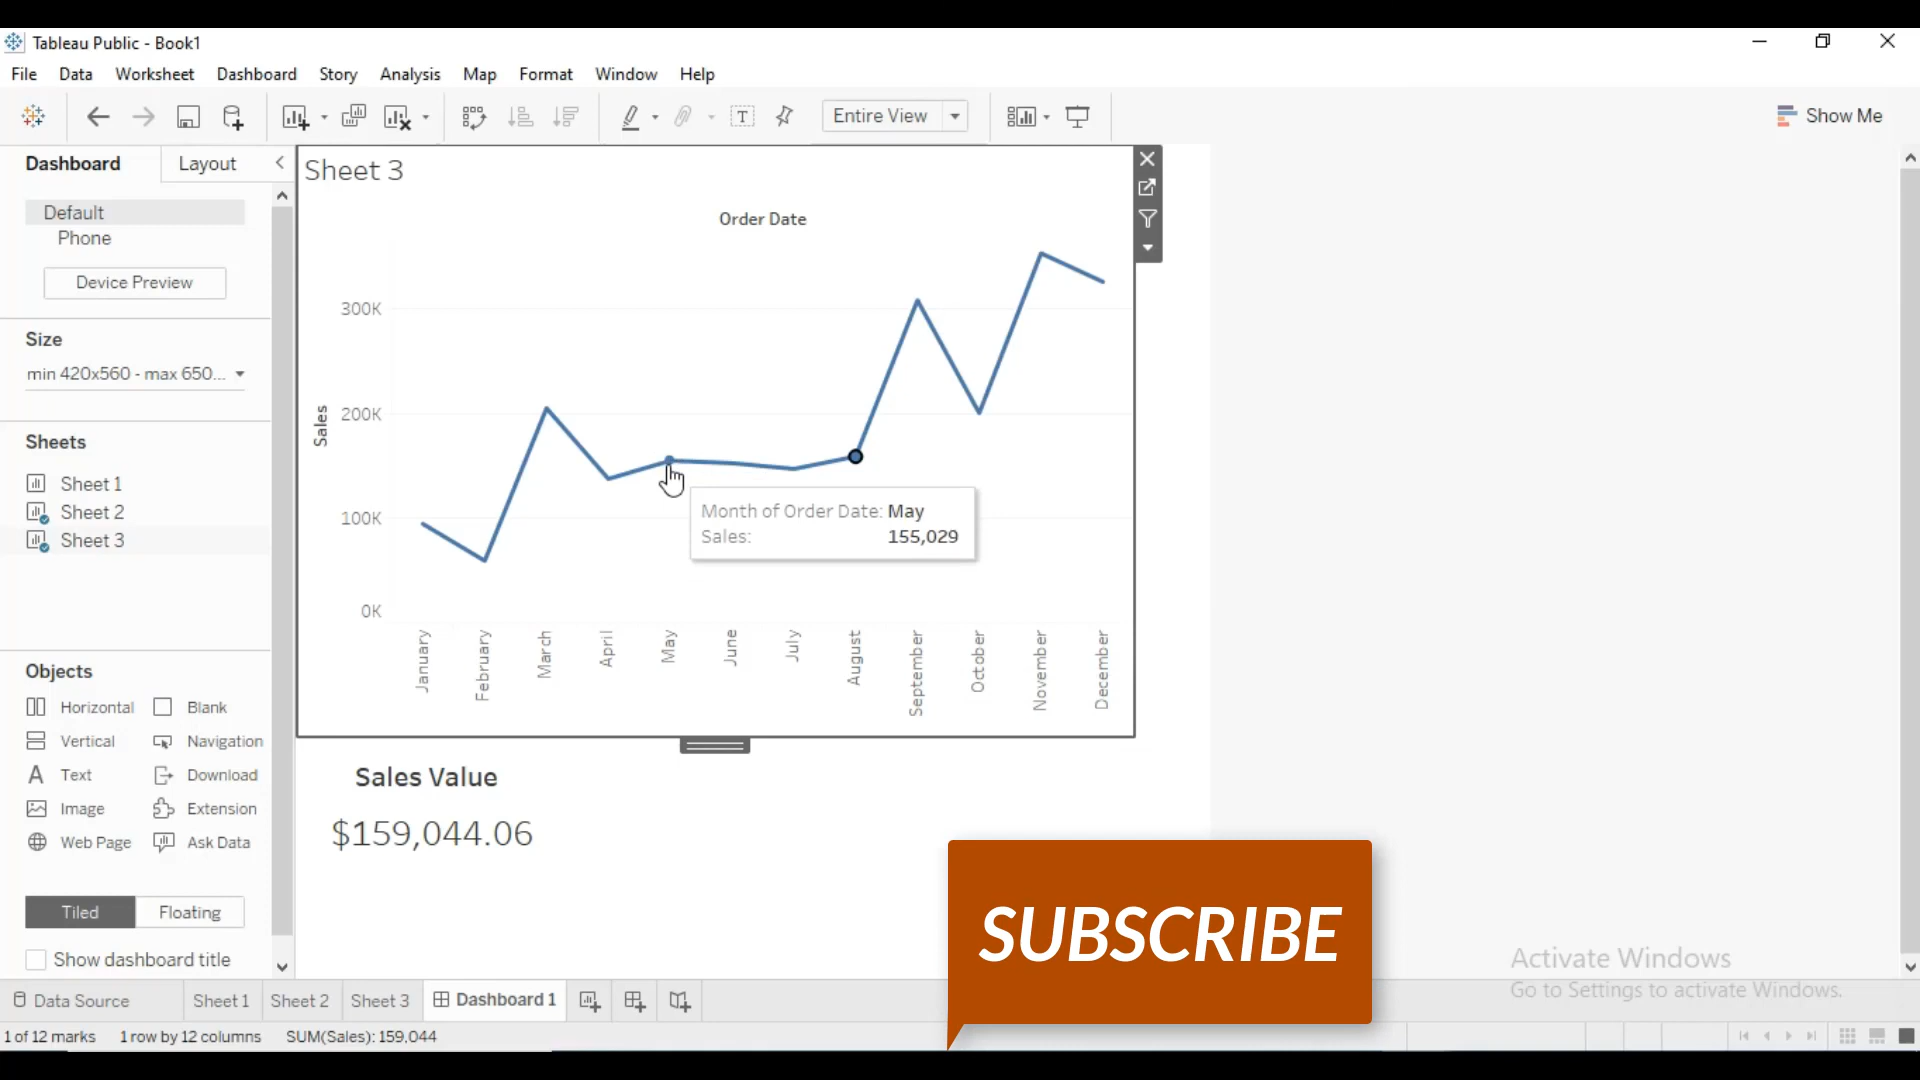 Tableau Public - Book1
File Data Worksheet Dashboard Story Analysis Map Format Window Help
Entire View
Show Me
Dashboard Layout
Default
Phone
Device Preview
Size
min 420x560 - max 650...
Sheets
Sheet 1
Sheet 2
Sheet 3
Objects
Horizontal Blank
Vertical Navigation
Text Download
Image Extension
Web Page Ask Data
Tiled Floating
Show dashboard title
Sheet 3
Order Date
Sales
300K
200K
100K
0K
January
February
March
April
May
June
July
August
September
October
November
December
Month of Order Date: May
Sales: 155,029
Sales Value
$159,044.06
SUBSCRIBE
Activate Windows
Go to Settings to activate Windows.
Data Source Sheet 1 Sheet 2 Sheet 3 Dashboard 1
1 of 12 marks 1 row by 12 columns SUM(Sales): 159,044